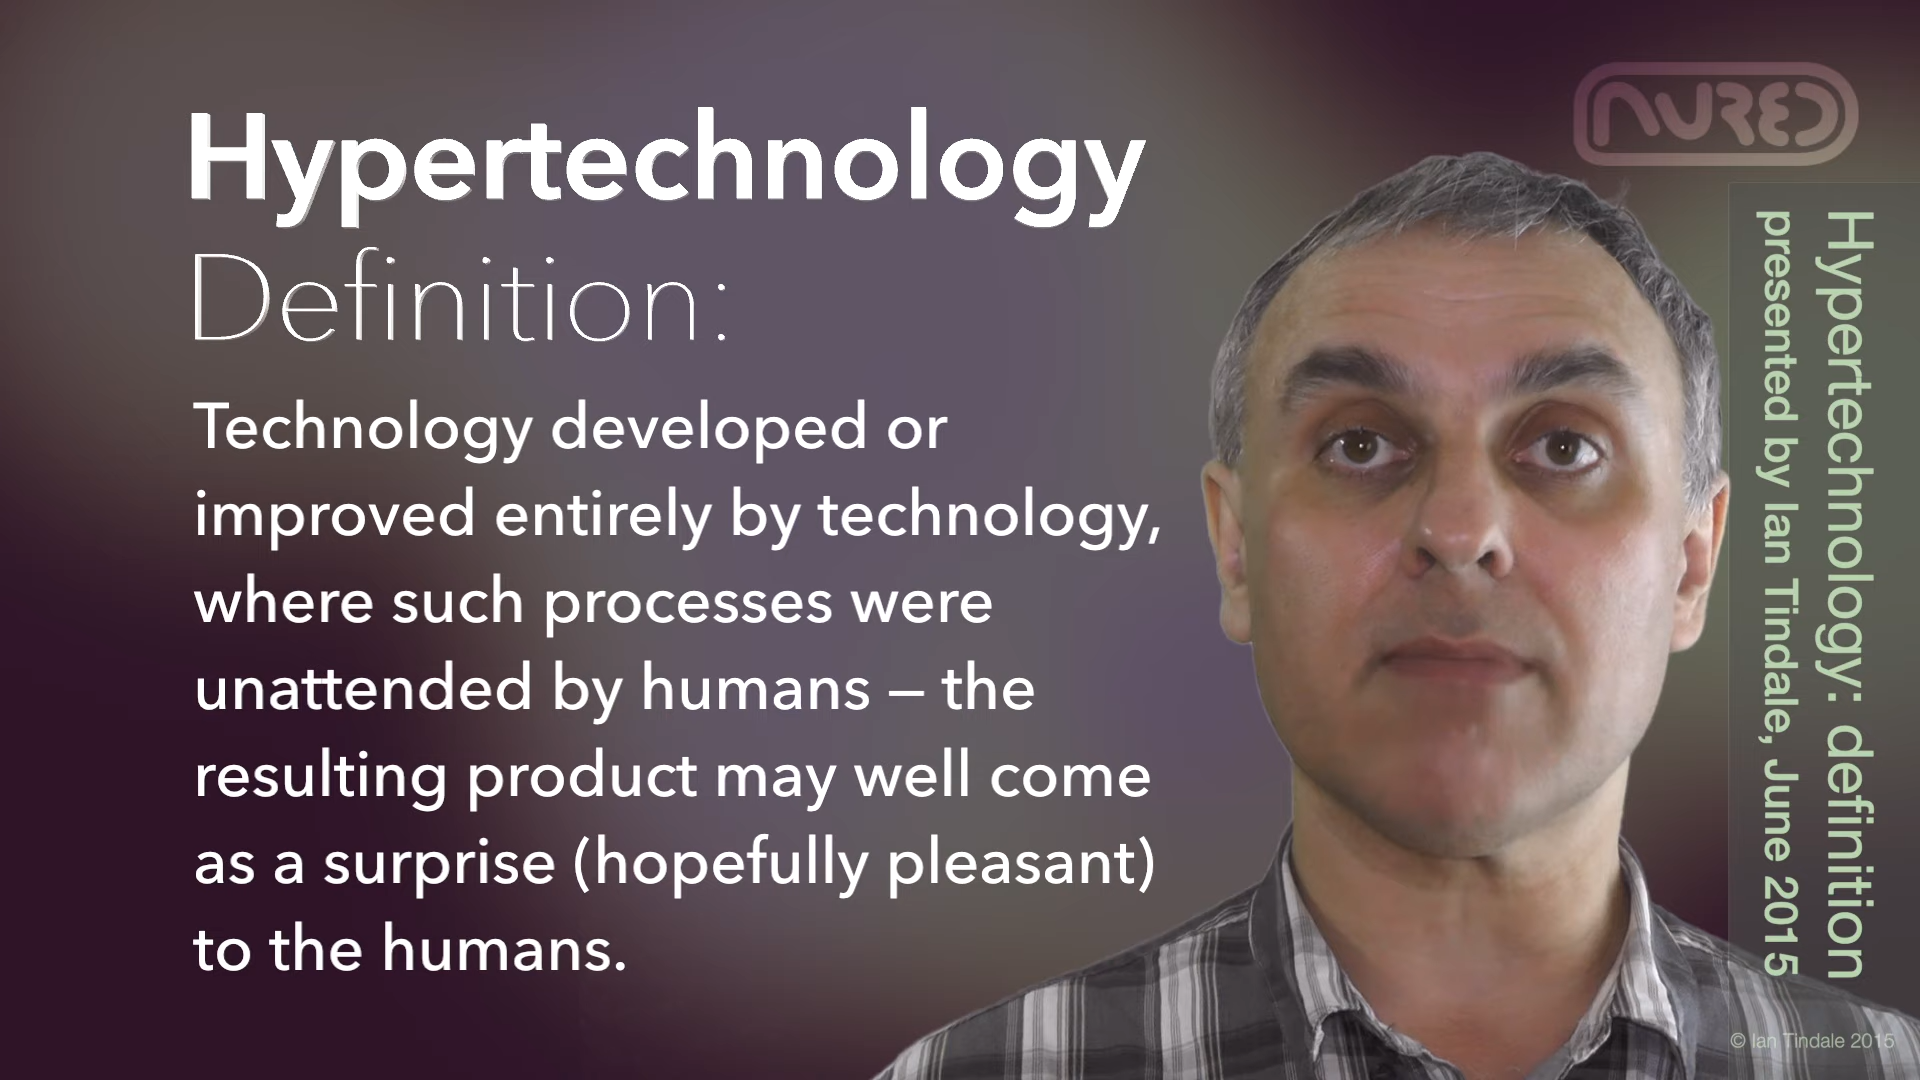 Hypertechnology
Definition:
Technology developed or
improved entirely by technology,
where such processes were
unattended by humans – the
resulting product may well come
as a surprise (hopefully pleasant)
to the humans.
NURED
Hypertechnology: definition
presented by Ian Tindale, June 2015
© Ian Tindale 2015